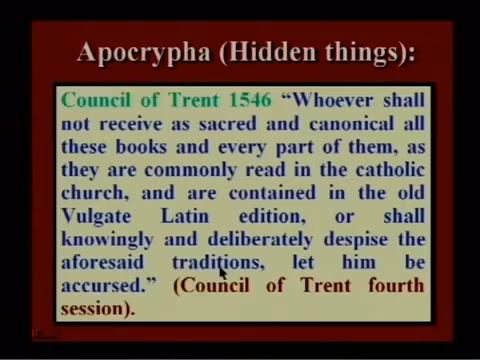 Apocrypha (Hidden things):
Council of Trent 1546 “Whoever shall
not receive as sacred and canonical all
these books and every part of them, as
they are commonly read in the catholic
church, and are contained in the old
Vulgate Latin edition, or shall
knowingly and deliberately despise the
aforesaid traditions, let him be
accursed.” (Council of Trent fourth
session).